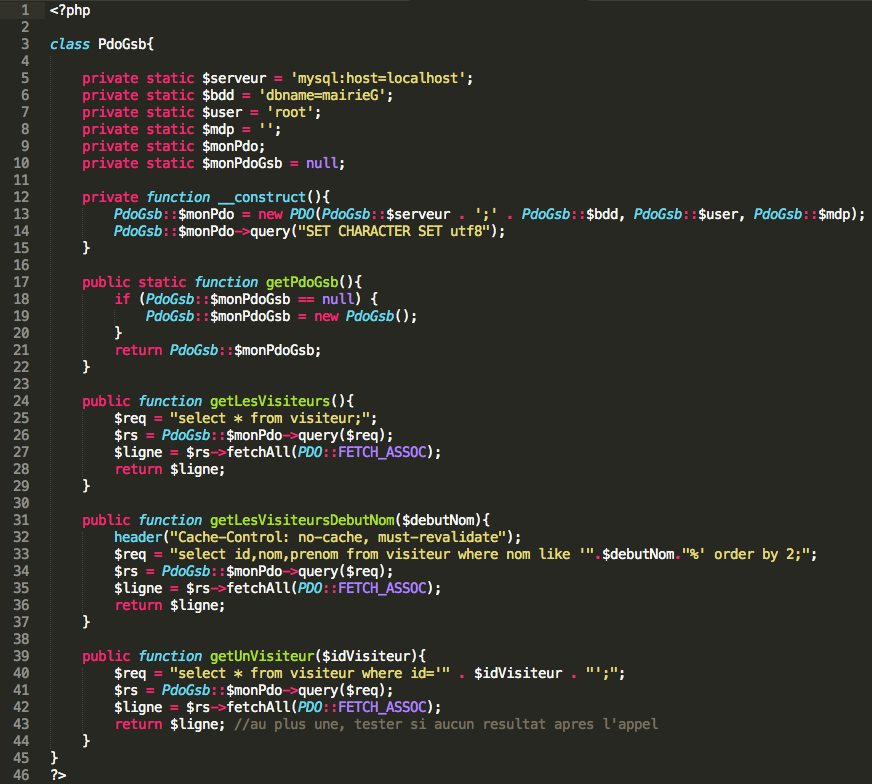 1 <?php
2
3 class PdoGsb{
4
5 private static $serveur = 'mysql:host=localhost';
6 private static $bdd = 'dbname=mairieG';
7 private static $user = 'root';
8 private static $mdp = '';
9 private static $monPdo;
10 private static $monPdoGsb = null;
11
12 private function __construct(){
13 PdoGsb::$monPdo = new PDO(PdoGsb::$serveur . ';' . PdoGsb::$bdd, PdoGsb::$user, PdoGsb::$mdp);
14 PdoGsb::$monPdo->query("SET CHARACTER SET utf8");
15 }
16
17 public static function getPdoGsb(){
18 if (PdoGsb::$monPdoGsb == null) {
19 PdoGsb::$monPdoGsb = new PdoGsb();
20 }
21 return PdoGsb::$monPdoGsb;
22 }
23
24 public function getLesVisiteurs(){
25 $req = "select * from visiteur;";
26 $rs = PdoGsb::$monPdo->query($req);
27 $ligne = $rs->fetchAll(PDO::FETCH_ASSOC);
28 return $ligne;
29 }
30
31 public function getLesVisiteursDebutNom($debutNom){
32 header("Cache-Control: no-cache, must-revalidate");
33 $req = "select id,nom,prenom from visiteur where nom like '".$debutNom."%' order by 2;";
34 $rs = PdoGsb::$monPdo->query($req);
35 $ligne = $rs->fetchAll(PDO::FETCH_ASSOC);
36 return $ligne;
37 }
38
39 public function getUnVisiteur($idVisiteur){
40 $req = "select * from visiteur where id='" . $idVisiteur . "';";
41 $rs = PdoGsb::$monPdo->query($req);
42 $ligne = $rs->fetchAll(PDO::FETCH_ASSOC);
43 return $ligne; //au plus une, tester si aucun resultat apres l'appel
44 }
45 }
46 ?>